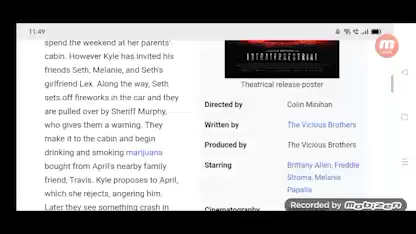 11:49
EXTRATERRESTRIAL
spend the weekend at her parents'
cabin. However Kyle has invited his
friends Seth, Melanie, and Seth's
girlfriend Lex. Along the way, Seth
sets off fireworks in the car and they
are pulled over by Sheriff Murphy,
who gives them a warning. They
make it to the cabin and begin
drinking and smoking marijuana
bought from April's nearby family
friend, Travis. Kyle proposes to April,
which she rejects, angering him.
Later they see something crash in
Theatrical release poster
Directed by Colin Minihan
Written by The Vicious Brothers
Produced by The Vicious Brothers
Starring Brittany Allen, Freddie
Stroma, Melanie
Papalia
Cinematography
Recorded by mobizen